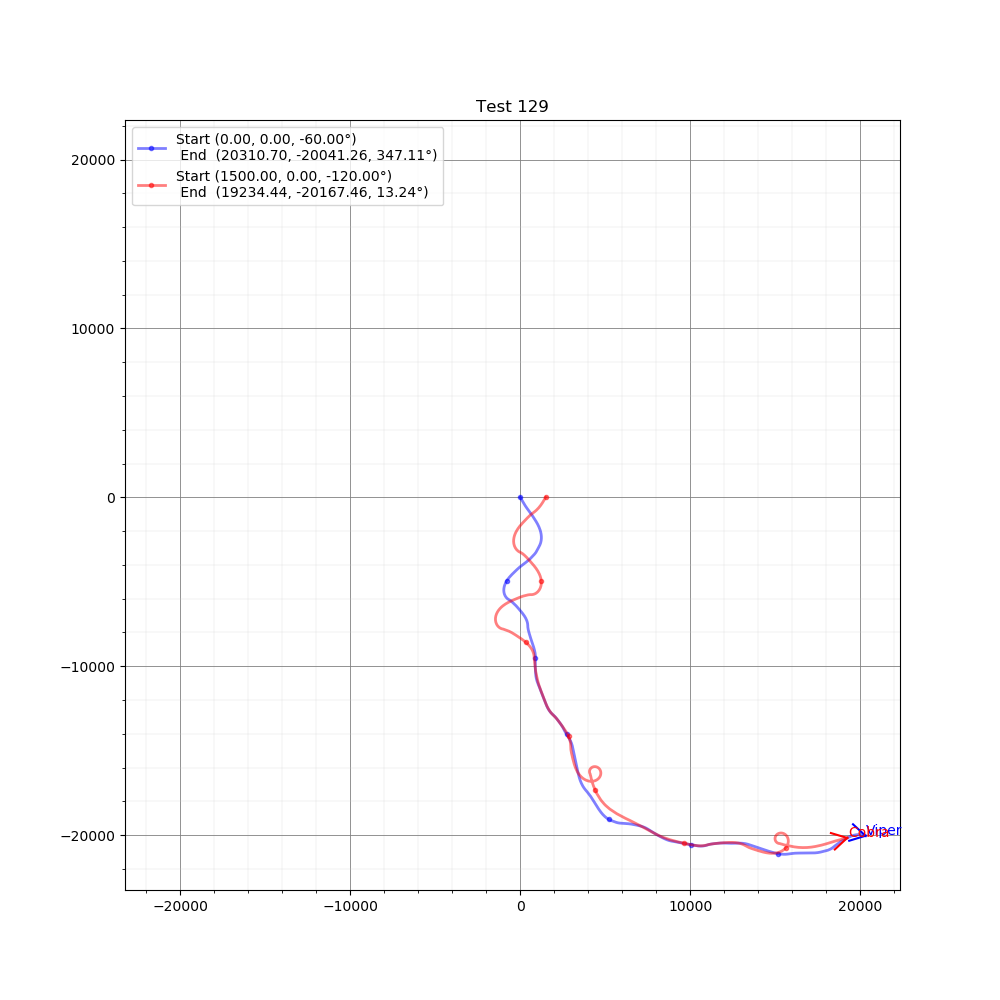 Test 129
Start (0.00, 0.00, -60.00°)
End  (20310.70, -20041.26, 347.11°)
Start (1500.00, 0.00, -120.00°)
End  (19234.44, -20167.46, 13.24°)
20000
10000
0
−10000
−20000
Cobra
Viper
−20000
−10000
0
10000
20000